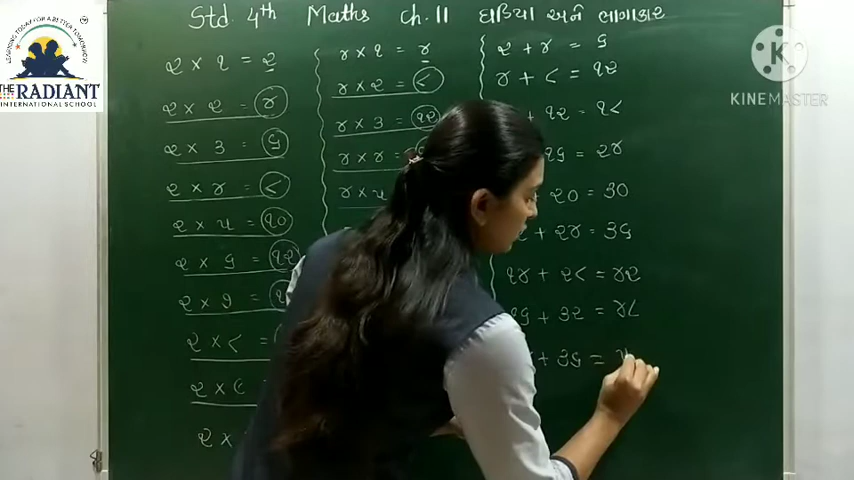 Std. 4th Maths Ch. 11 ઘડિયા અને ભાગાકાર
૨ × ૧ = ૨
૨ × ૨ = ૪
૨ × ૩ = ૬
૨ × ૪ = ૮
૨ × ૫ = ૧૦
૨ × ૬ = ૧૨
૨ × ૭ =
૨ × ૮ =
૨ × ૯
૨ ×
૪ × ૧ = ૪
૪ × ૨ = ૮
૪ × ૩ = ૧૨
૪ × ૪ =
૪ × ૫
૨ + ૪ = ૬
૪ + ૮ = ૧૨
૧૨ = ૧૮
= ૨૪
૨૦ = ૩૦
+ ૨૪ = ૩૬
૧૪ + ૨૮ = ૪૨
+ ૩૨ = ૪૮
+ ૩૬ =
THE RADIANT
INTERNATIONAL SCHOOL
KINEMASTER